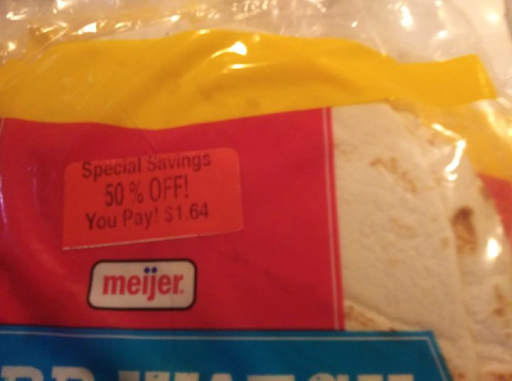 Special Savings
50 % OFF!
You Pay! $1.64
meijer